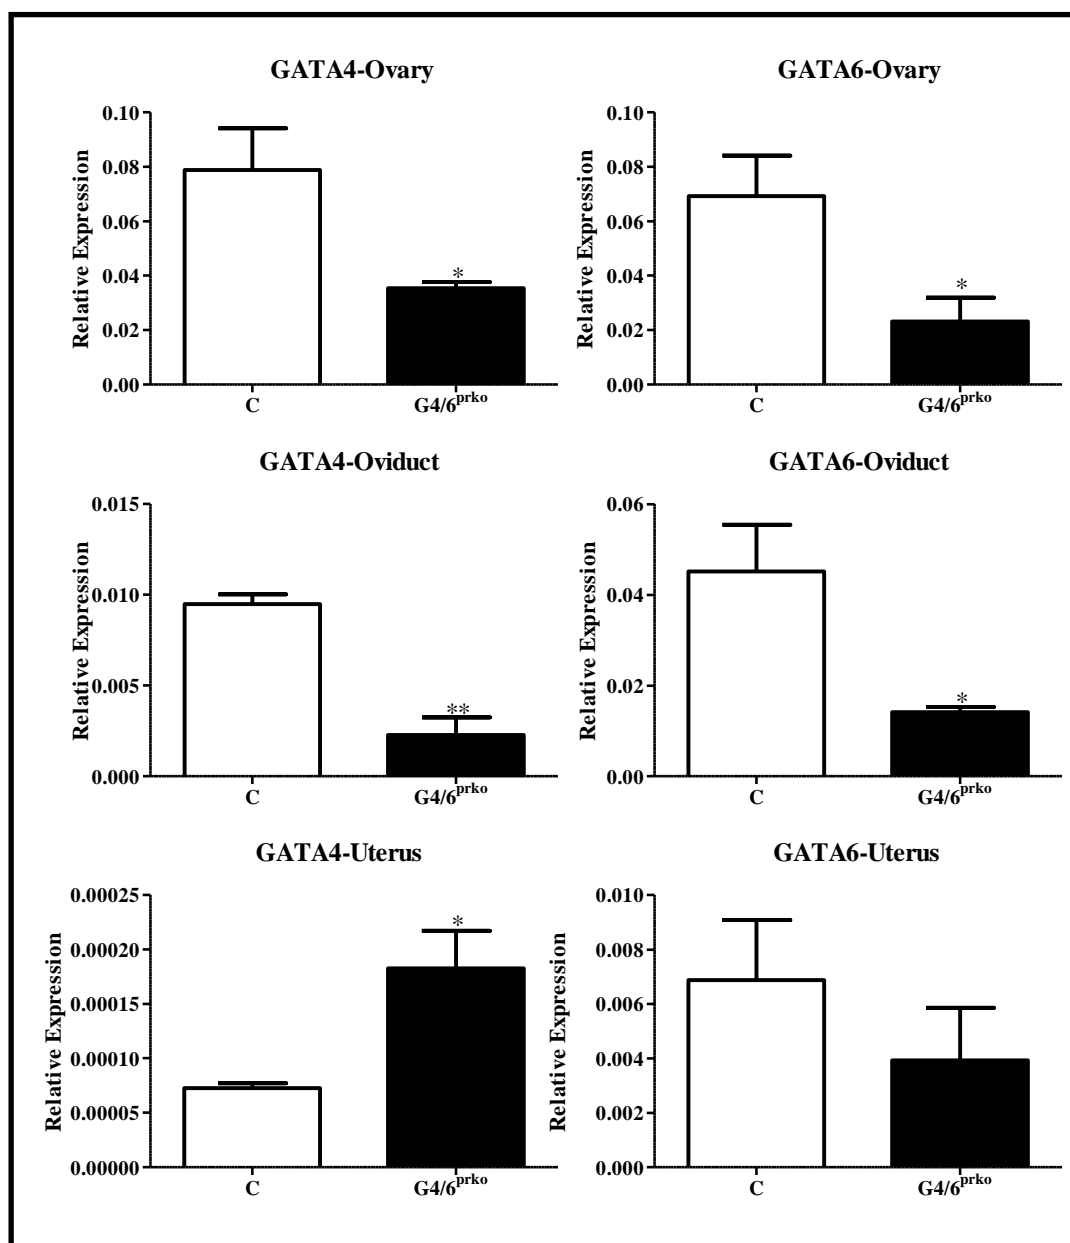 GATA4-Ovary
Relative Expression
0.10
0.08
0.06
0.04
0.02
0.00
*
C
G4/6prko
GATA6-Ovary
Relative Expression
0.10
0.08
0.06
0.04
0.02
0.00
*
C
G4/6prko
GATA4-Oviduct
Relative Expression
0.015
0.010
0.005
0.000
**
C
G4/6prko
GATA6-Oviduct
Relative Expression
0.06
0.04
0.02
0.00
*
C
G4/6prko
GATA4-Uterus
Relative Expression
0.00025
0.00020
0.00015
0.00010
0.00005
0.00000
*
C
G4/6prko
GATA6-Uterus
Relative Expression
0.010
0.008
0.006
0.004
0.002
0.000
C
G4/6prko